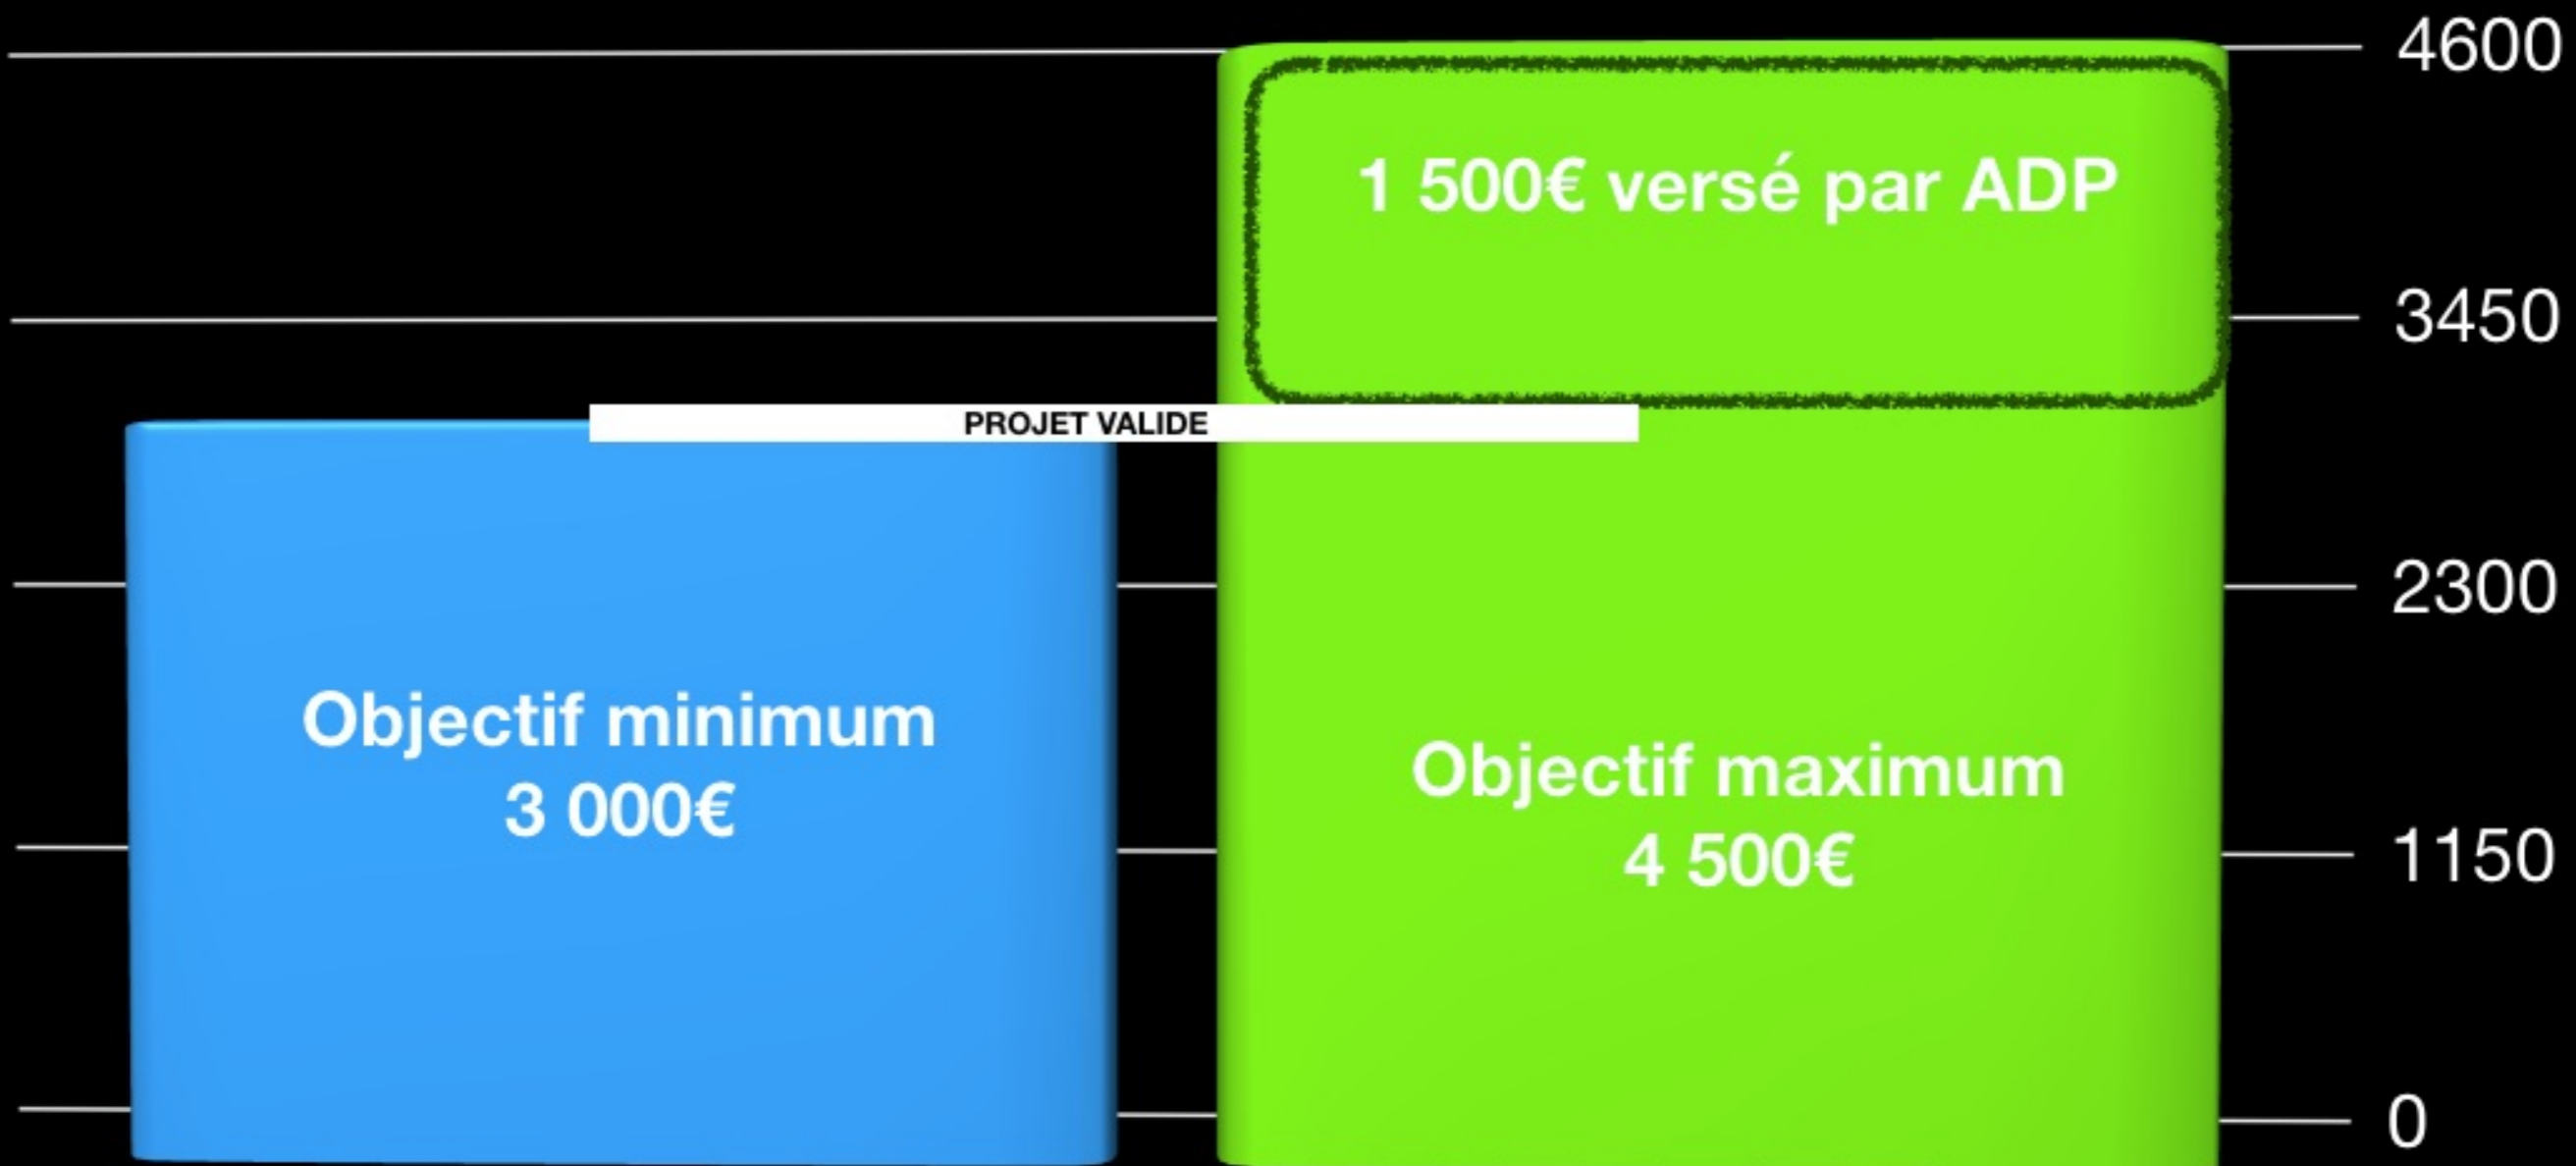 4600
1 500€ versé par ADP
3450
PROJET VALIDE
2300
Objectif minimum
3 000€
Objectif maximum
4 500€
1150
0